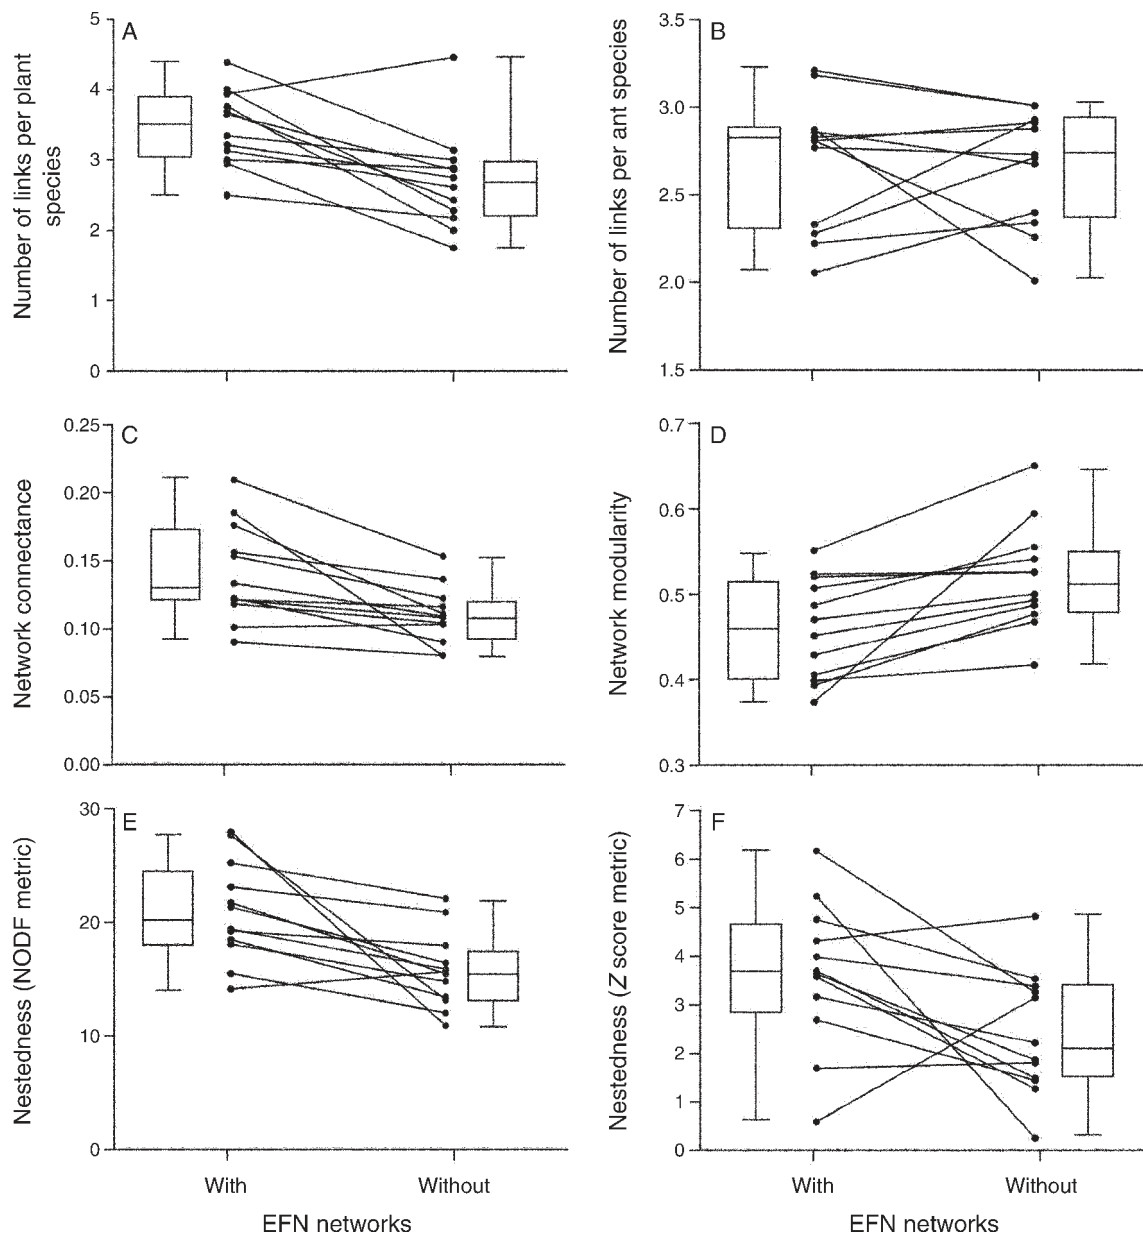 A
Number of links per plant
species
5
4
3
2
1
0
B
Number of links per ant species
3.5
3.0
2.5
2.0
1.5
C
Network connectance
0.25
0.20
0.15
0.10
0.05
0.00
D
Network modularity
0.7
0.6
0.5
0.4
0.3
E
Nestedness (NODF metric)
30
20
10
0
With
Without
EFN networks
F
Nestedness (Z score metric)
7
6
5
4
3
2
1
0
With
Without
EFN networks